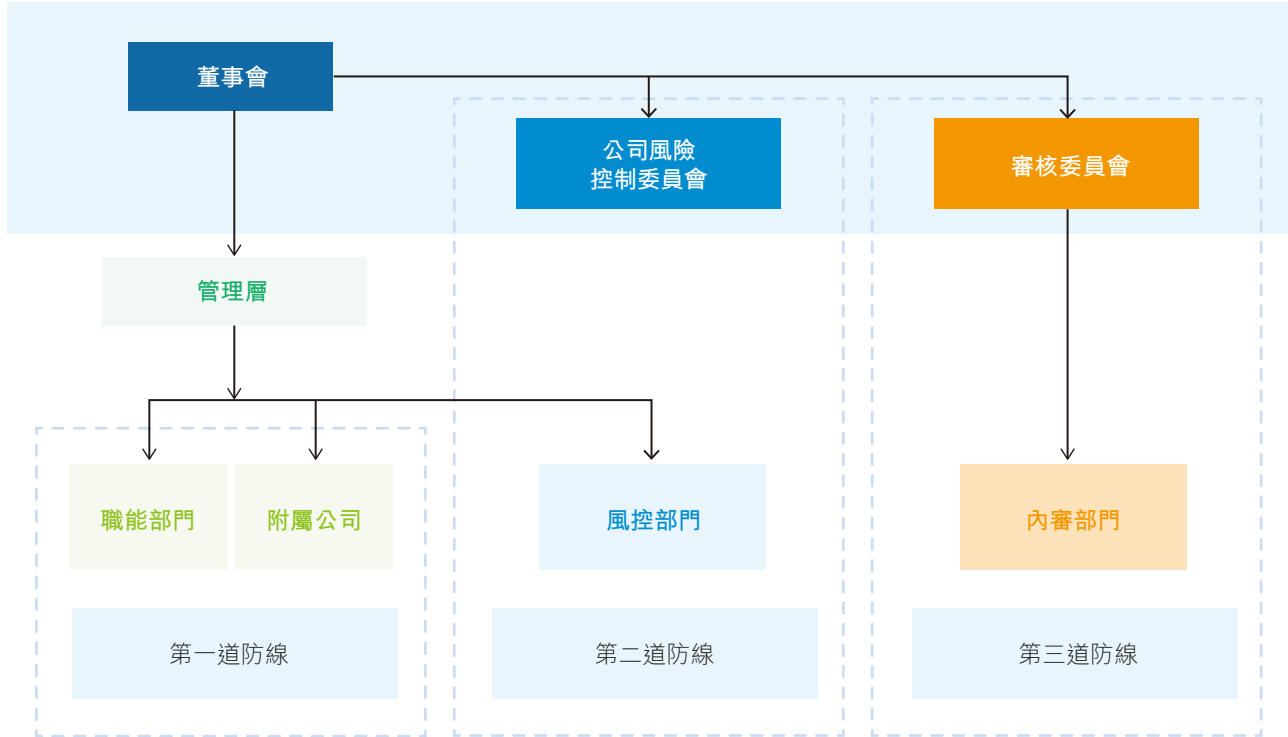 董事會
公司風險
控制委員會
審核委員會
管理層
職能部門
附屬公司
風控部門
內審部門
第一道防線
第二道防線
第三道防線